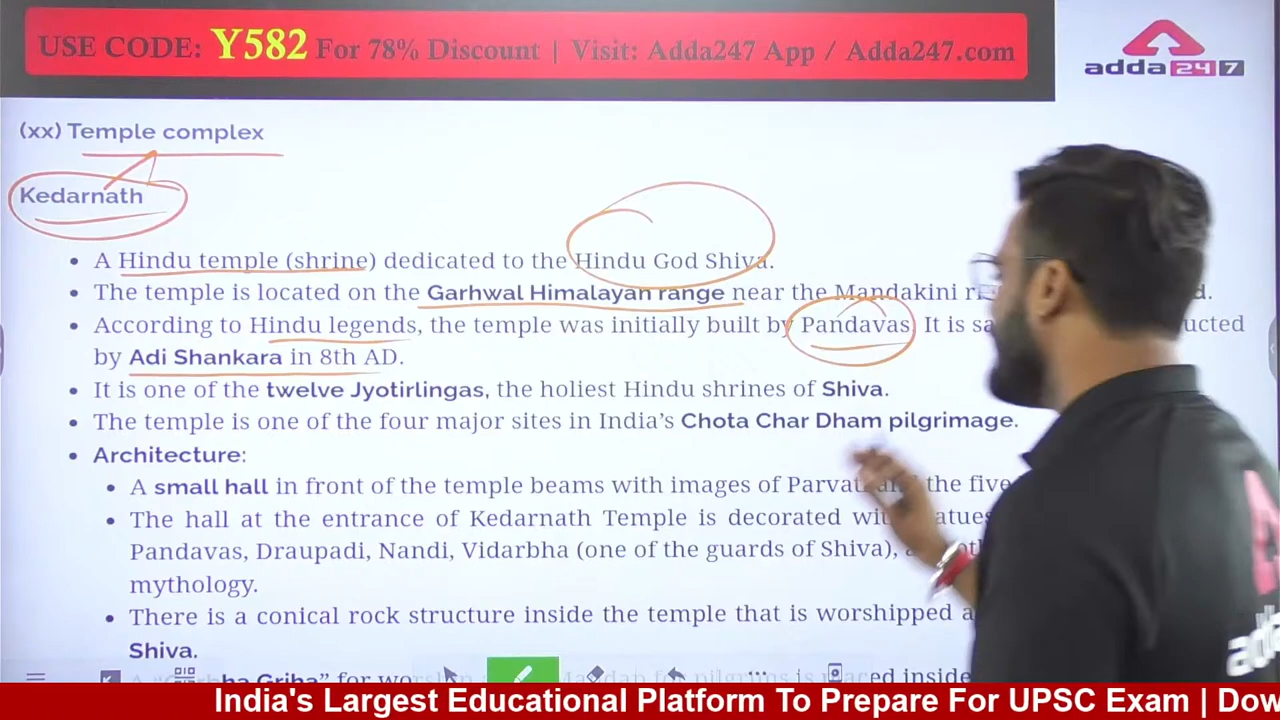 USE CODE: Y582 For 78% Discount | Visit: Adda247 App / Adda247.com
adda 247
(xx) Temple complex
Kedarnath
• A Hindu temple (shrine) dedicated to the Hindu God Shiva.
• The temple is located on the Garhwal Himalayan range near the Mandakini
• According to Hindu legends, the temple was initially built by Pandavas. It is
by Adi Shankara in 8th AD.
• It is one of the twelve Jyotirlingas, the holiest Hindu shrines of Shiva.
• The temple is one of the four major sites in India's Chota Char Dham pilgrimage.
• Architecture:
• A small hall in front of the temple beams with images of Parvati and the five
• The hall at the entrance of Kedarnath Temple is decorated
Pandavas, Draupadi, Nandi, Vidarbha (one of the guards of Shiva),
mythology.
• There is a conical rock structure inside the temple that is worshipped
Shiva.
Griha" for inside
India's Largest Educational Platform To Prepare For UPSC Exam | Dow